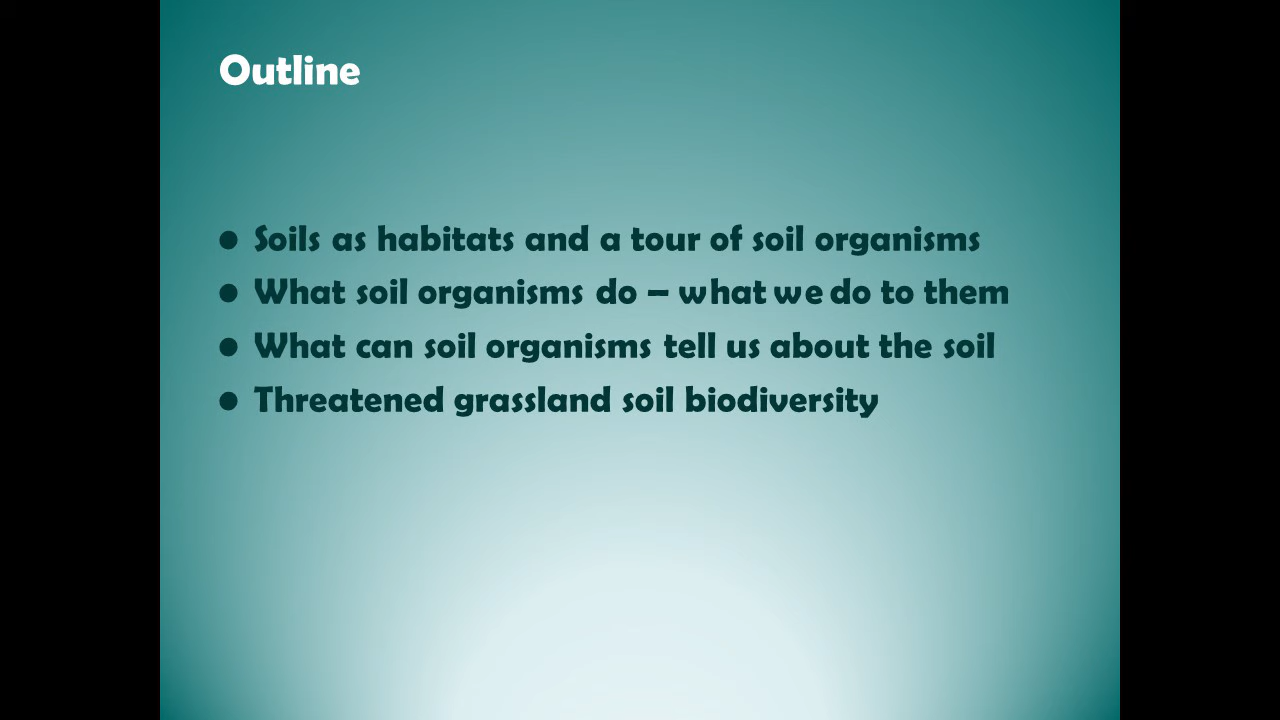 Outline
• Soils as habitats and a tour of soil organisms
• What soil organisms do – what we do to them
• What can soil organisms tell us about the soil
• Threatened grassland soil biodiversity